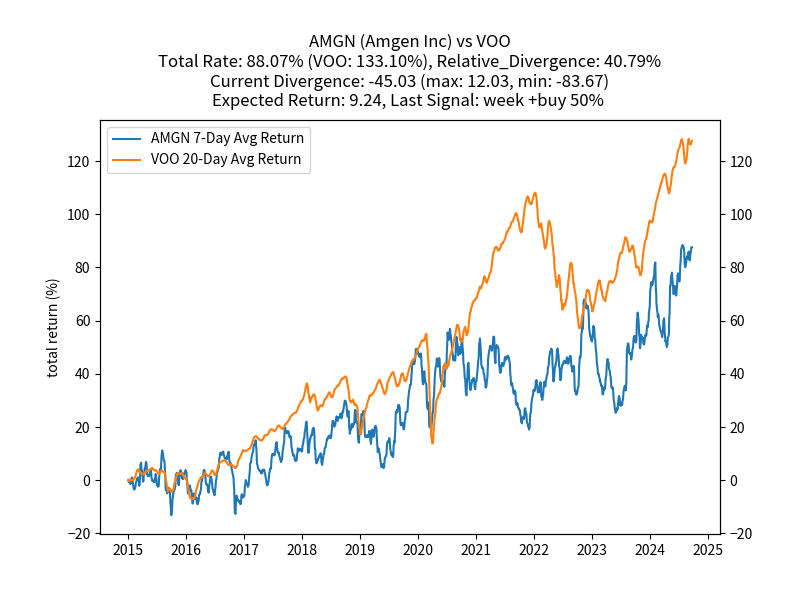 AMGN (Amgen Inc) vs VOO
Total Rate: 88.07% (VOO: 133.10%), Relative_Divergence: 40.79%
Current Divergence: -45.03 (max: 12.03, min: -83.67)
Expected Return: 9.24, Last Signal: week +buy 50%
AMGN 7-Day Avg Return
VOO 20-Day Avg Return
total return (%)
120
100
80
60
40
20
0
−20
120
100
80
60
40
20
0
−20
2015 2016 2017 2018 2019 2020 2021 2022 2023 2024 2025